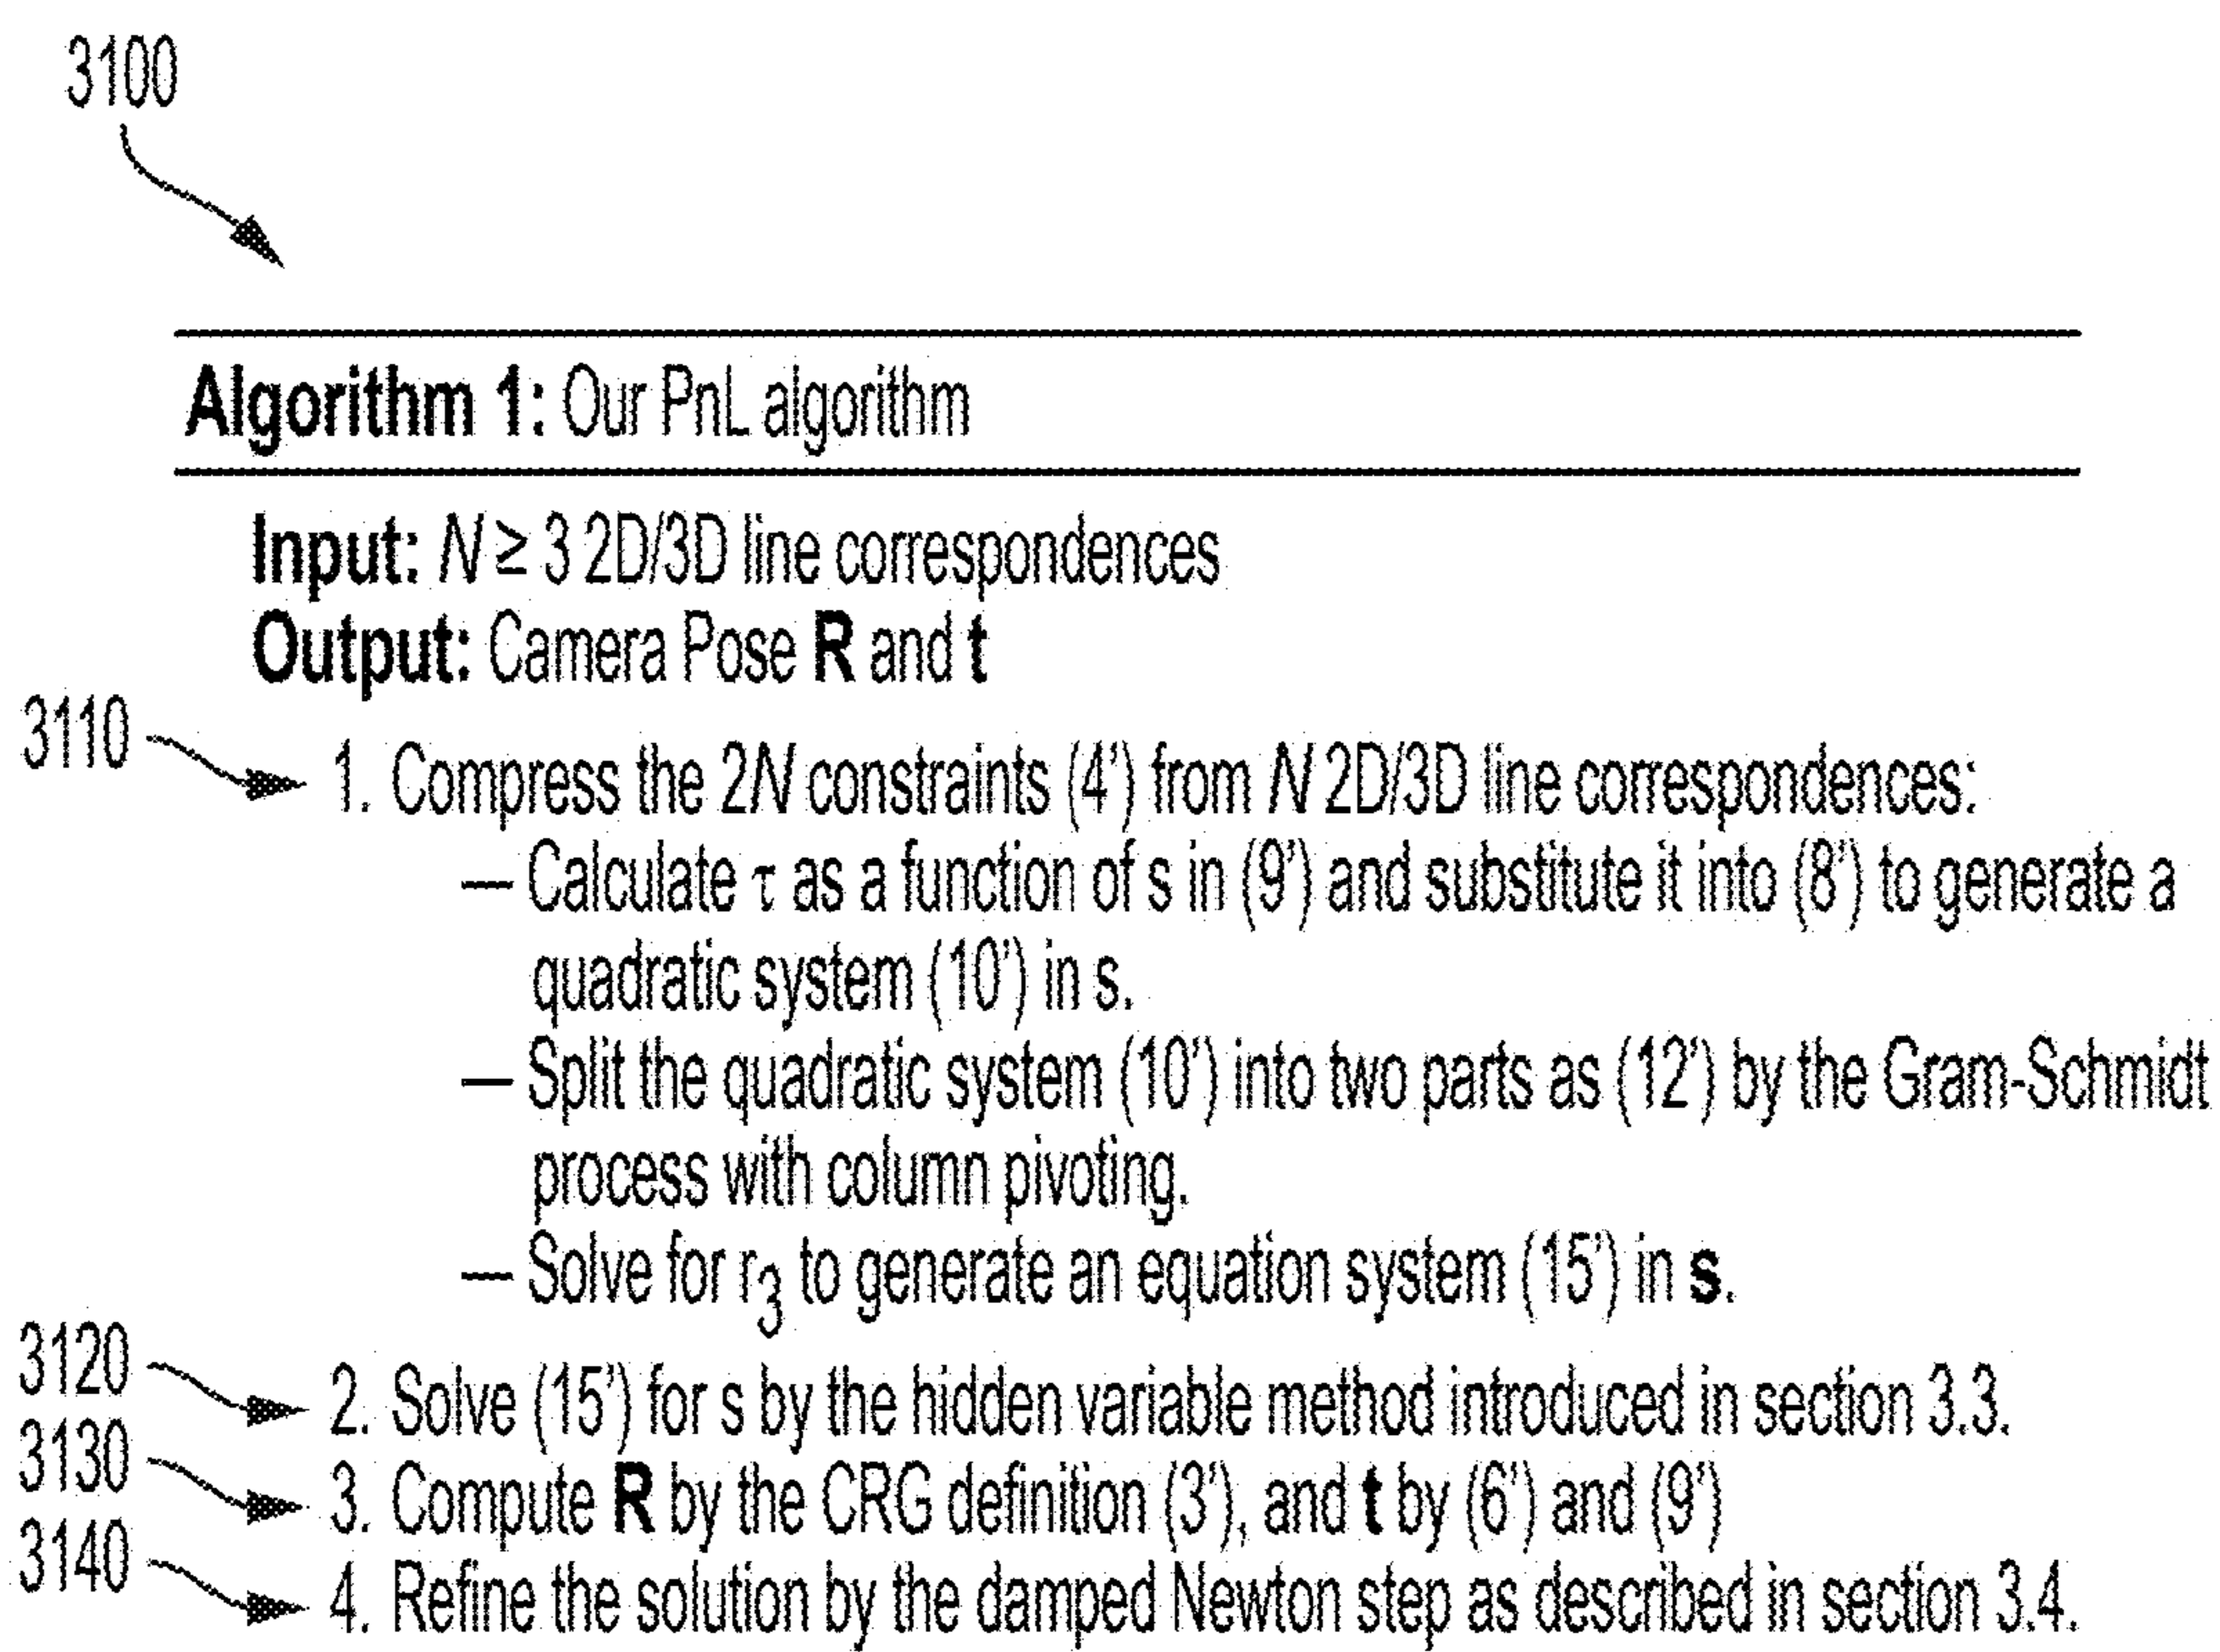 3100
Algorithm 1: Our PnL algorithm
Input: N ≥ 3 2D/3D line correspondences
Output: Camera Pose R and t
3110
1. Compress the 2N constraints (4') from N 2D/3D line correspondences:
— Calculate τ as a function of s in (9') and substitute it into (8') to generate a
quadratic system (10') in s.
— Split the quadratic system (10') into two parts as (12') by the Gram-Schmidt
process with column pivoting.
— Solve for r₃ to generate an equation system (15') in s.
3120
2. Solve (15') for s by the hidden variable method introduced in section 3.3.
3130
3. Compute R by the CRG definition (3'), and t by (6') and (9')
3140
4. Refine the solution by the damped Newton step as described in section 3.4.